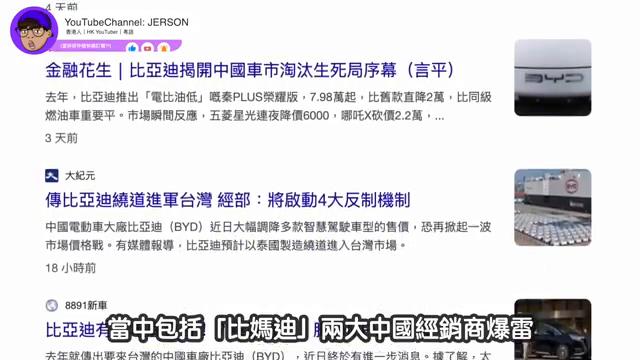 4 天前
YouTubeChannel: JERSON
香港人 | HK YouTuber | 粵語
金融花生 | 比亞迪揭開中國車市淘汰生死局序幕（言平）
去年，比亞迪推出「電比油低」嘅秦PLUS榮耀版，7.98萬起，比舊款直降2萬，比同級
燃油車重要平。市場瞬間反應，五菱星光連夜降價6000，哪吒X砍價2.2萬，...
3 天前
BYD
大紀元
傳比亞迪繞道進軍台灣 經部：將啟動4大反制機制
中國電動車大廠比亞迪（BYD）近日大幅調降多款智慧駕駛車型的售價，恐再掀起一波
市場價格戰。有媒體報導，比亞迪預計以泰國製造繞道進入台灣市場。
18 小時前
8891新車
比亞迪有
當中包括「比媽迪」兩大中國經銷商爆雷
去年就傳出要來台灣的中國車廠比亞迪（BYD），近日終於有進一步消息。據了解，太